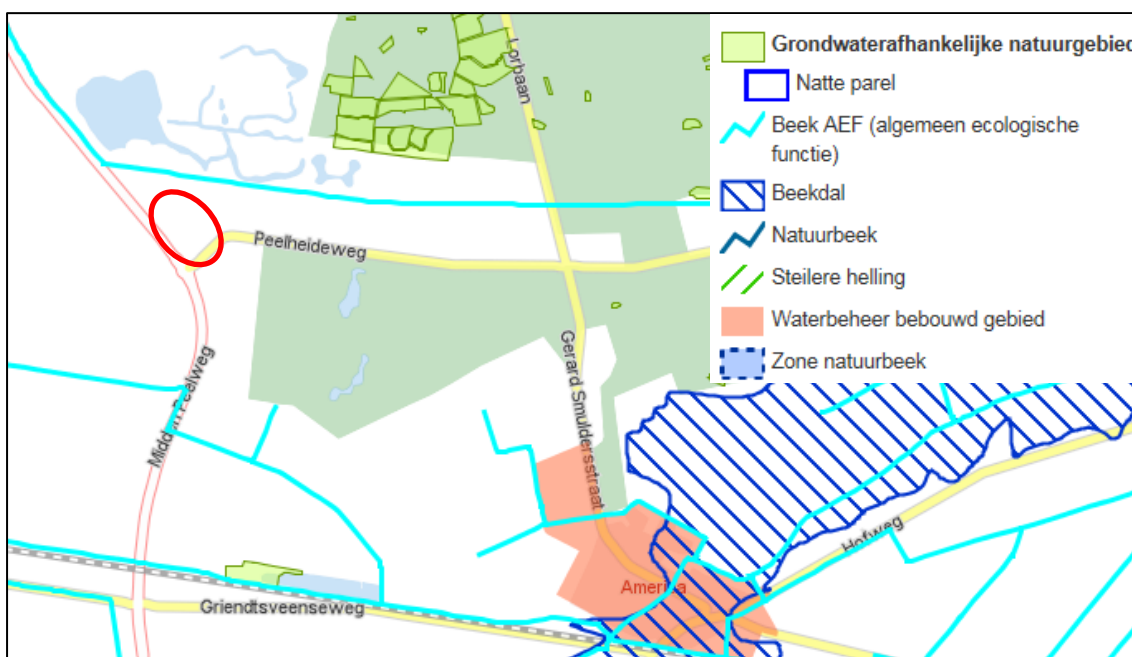 Grondwaterafhankelijke natuurgebied
Natte parel
Beek AEF (algemeen ecologische
functie)
Beekdal
Natuurbeek
Steilere helling
Waterbeheer bebouwd gebied
Zone natuurbeek
Lorbaan
Peelheideweg
Gerard Smuldersstraat
Hofweg
America
Griendtsveenseweg